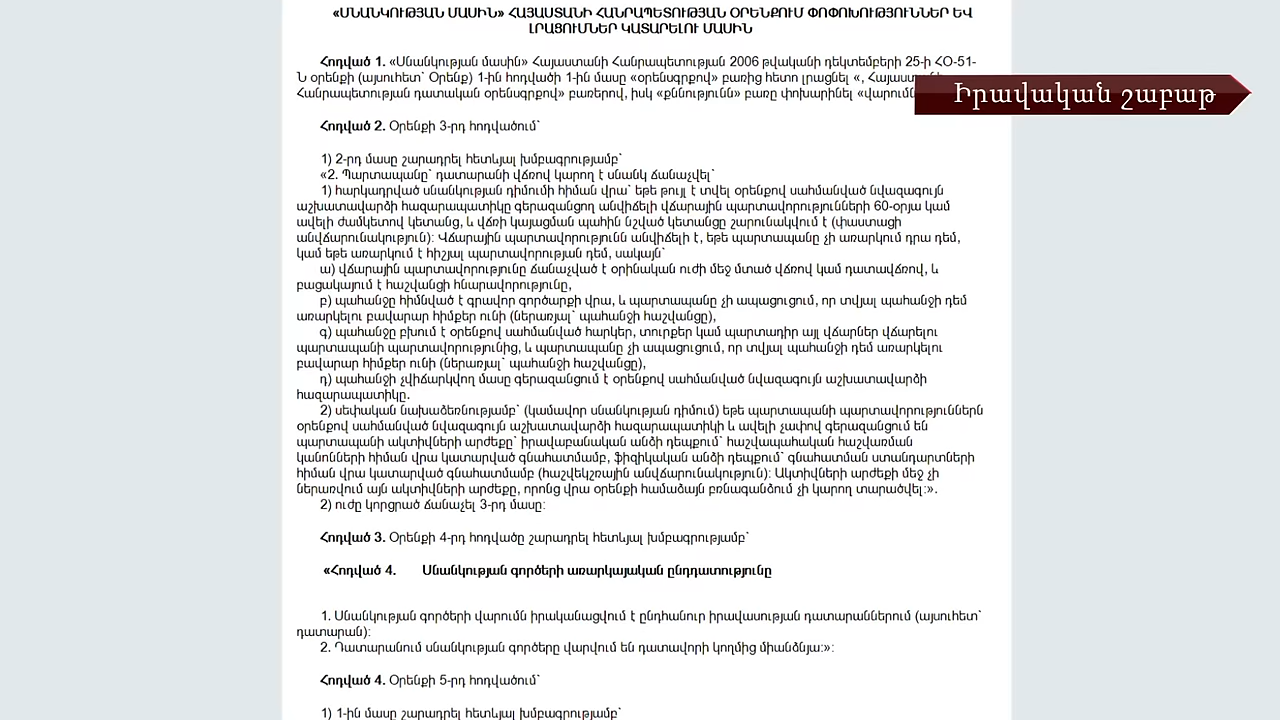 «ՍՆԱՆԿՈՒԹՅԱՆ ՄԱՍԻՆ» ՀԱՅԱՍՏԱՆԻ ՀԱՆՐԱՊԵՏՈՒԹՅԱՆ ՕՐԵՆՔՈՒՄ ՓՈՓՈԽՈՒԹՅՈՒՆՆԵՐ ԵՎ
ԼՐԱՑՈՒՄՆԵՐ ԿԱՏԱՐԵԼՈՒ ՄԱՍԻՆ
Հոդված 1. «Սնանկության մասին» Հայաստանի Հանրապետության 2006 թվականի դեկտեմբերի 25-ի ՀՕ-51-
Ն օրենքի (այսուհետ՝ Օրենք) 1-ին հոդվածի 1-ին մասը «օրենսգրքով» բառից հետո լրացնել «,
Իրավական շաբաթ
Հանրապետության դատական օրենսգրքով» բառերով, իսկ «քննությունն» բառը փոխարինել
Հոդված 2. Օրենքի 3-րդ հոդվածում՝
1) 2-րդ մասը շարադրել հետևյալ խմբագրությամբ՝
«2. Պարտապանը՝ դատարանի վճռով կարող է սնանկ ճանաչվել՝
1) հարկադրված սնանկության դիմումի հիման վրա՝ եթե թույլ է տվել օրենքով սահմանված նվազագույն
աշխատավարձի հազարապատիկը գերազանցող անվիճելի վճարային պարտավորությունների 60-օրյա կամ
ավելի ժամկետով կետանց, և վճռի կայացման պահին նշված կետանցը շարունակվում է (փաստացի
անվճարունակություն)։ Վճարային պարտավորությունն անվիճելի է, եթե պարտապանը չի առարկում դրա դեմ,
կամ եթե առարկում է հիշյալ պարտավորության դեմ, սակայն՝
ա) վճարային պարտավորությունը ճանաչված է օրինական ուժի մեջ մտած վճռով կամ դատավճռով, և
բացակայում է հաշվանցի հնարավորությունը,
բ) պահանջը հիմնված է գրավոր գործարքի վրա, և պարտապանը չի ապացուցում, որ տվյալ պահանջի դեմ
առարկելու բավարար հիմքեր ունի (ներառյալ՝ պահանջի հաշվանցը),
գ) պահանջը բխում է օրենքով սահմանված հարկեր, տուրքեր կամ պարտադիր այլ վճարներ վճարելու
պարտապանի պարտավորությունից, և պարտապանը չի ապացուցում, որ տվյալ պահանջի դեմ առարկելու
բավարար հիմքեր ունի (ներառյալ՝ պահանջի հաշվանցը),
դ) պահանջի չվիճարկվող մասը գերազանցում է օրենքով սահմանված նվազագույն աշխատավարձի
հազարապատիկը.
2) սեփական նախաձեռնությամբ՝ (կամավոր սնանկության դիմում) եթե պարտապանի պարտավորություններն
օրենքով սահմանված նվազագույն աշխատավարձի հազարապատիկի և ավելի չափով գերազանցում են
պարտապանի ակտիվների արժեքը՝ իրավաբանական անձի դեպքում՝ հաշվապահական հաշվառման
կանոնների հիման վրա կատարված գնահատմամբ, ֆիզիկական անձի դեպքում՝ գնահատման ստանդարտների
հիման վրա կատարված գնահատմամբ (հաշվեկշռային անվճարունակություն)։ Ակտիվների արժեքի մեջ չի
ներառվում այն ակտիվների արժեքը, որոնց վրա օրենքի համաձայն բռնագանձում չի կարող տարածվել։».
2) ուժը կորցրած ճանաչել 3-րդ մասը։
Հոդված 3. Օրենքի 4-րդ հոդվածը շարադրել հետևյալ խմբագրությամբ՝
«Հոդված 4. Սնանկության գործերի առարկայական ընդդատությունը
1. Սնանկության գործերի վարումն իրականացվում է ընդհանուր իրավասության դատարաններում (այսուհետ՝
դատարան)։
2. Դատարանում սնանկության գործերը վարվում են դատավորի կողմից միանձնյա։»։
Հոդված 4. Օրենքի 5-րդ հոդվածում՝
1) 1-ին մասը շարադրել հետևյալ խմբագրությամբ՝